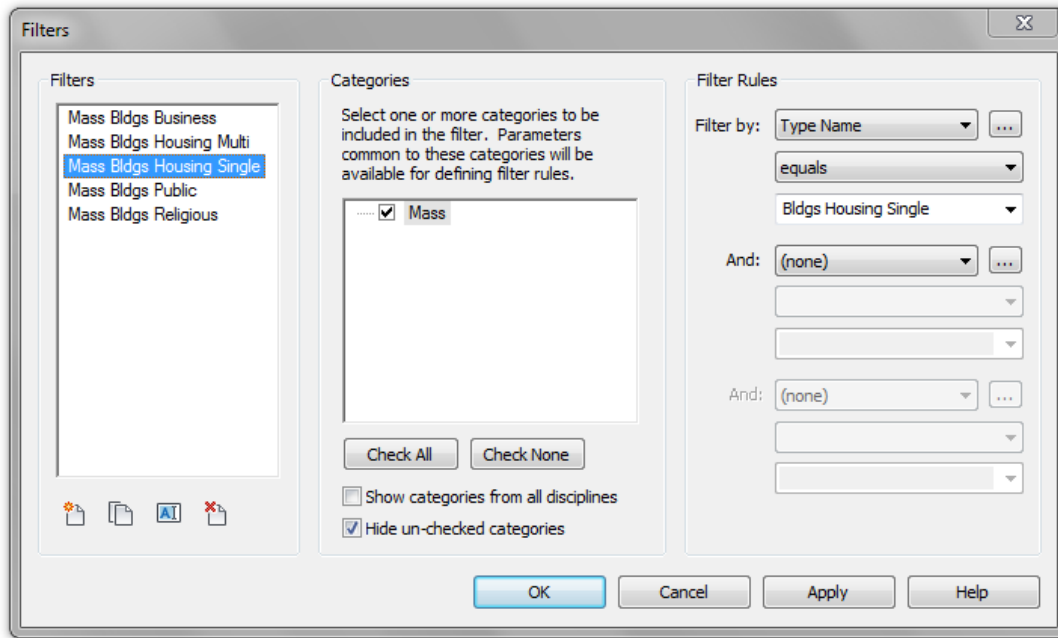 Filters
Filters
Mass Bldgs Business
Mass Bldgs Housing Multi
Mass Bldgs Housing Single
Mass Bldgs Public
Mass Bldgs Religious
AI
Categories
Select one or more categories to be
included in the filter. Parameters
common to these categories will be
available for defining filter rules.
Mass
Check All
Check None
Show categories from all disciplines
Hide un-checked categories
Filter Rules
Filter by:
Type Name
...
equals
Bldgs Housing Single
And:
(none)
...
And:
(none)
...
OK
Cancel
Apply
Help